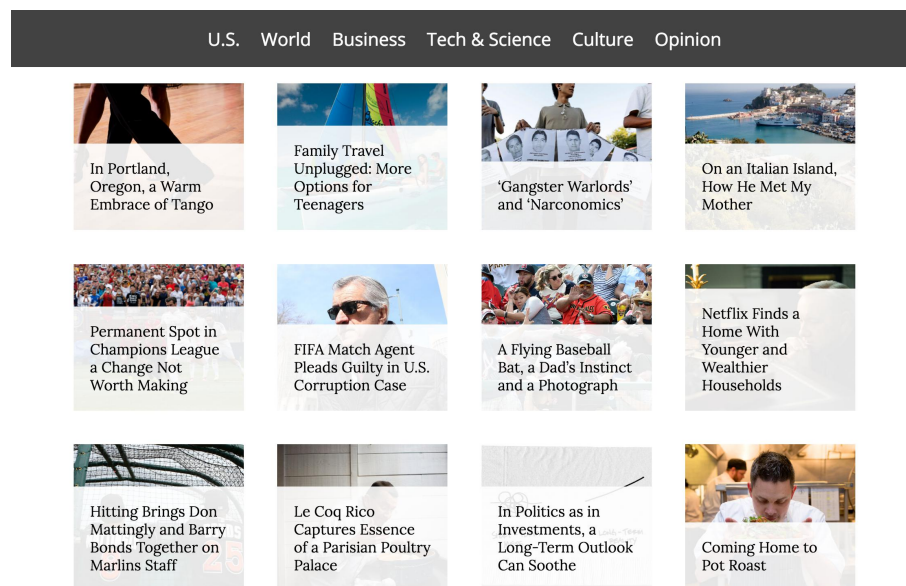 U.S. World Business Tech & Science Culture Opinion
In Portland,
Oregon, a Warm
Embrace of Tango
Family Travel
Unplugged: More
Options for
Teenagers
‘Gangster Warlords’
and ‘Narconomics’
On an Italian Island,
How He Met My
Mother
Permanent Spot in
Champions League
a Change Not
Worth Making
FIFA Match Agent
Pleads Guilty in U.S.
Corruption Case
A Flying Baseball
Bat, a Dad’s Instinct
and a Photograph
Netflix Finds a
Home With
Younger and
Wealthier
Households
Hitting Brings Don
Mattingly and Barry
Bonds Together on
Marlins Staff
Le Coq Rico
Captures Essence
of a Parisian Poultry
Palace
In Politics as in
Investments, a
Long-Term Outlook
Can Soothe
Coming Home to
Pot Roast